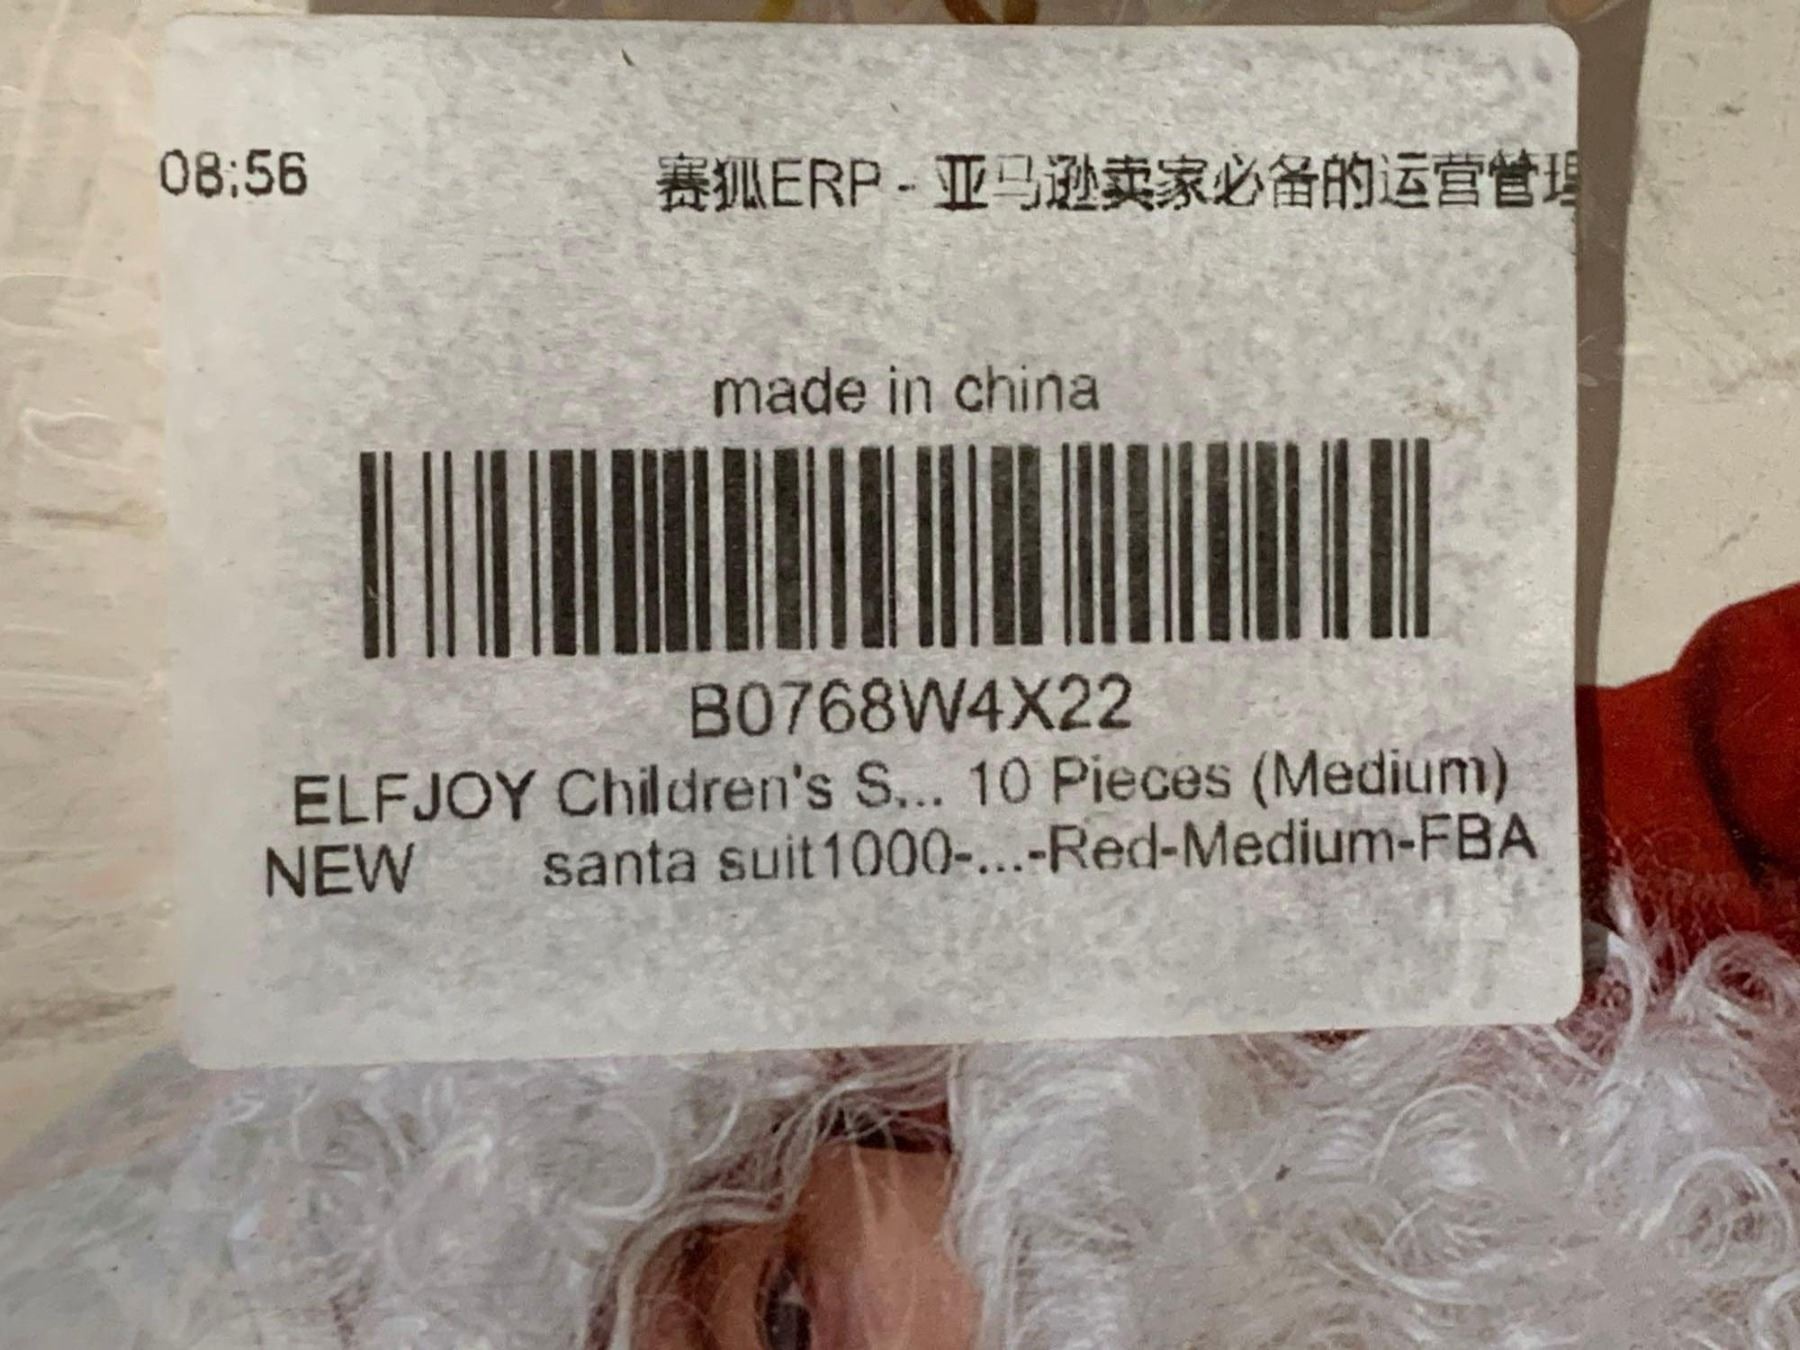 08:56 赛狐ERP - 亚马逊卖家必备的运营管理
made in china
B0768W4X22
ELFJOY Children's S... 10 Pieces (Medium)
NEW santa suit1000-...-Red-Medium-FBA